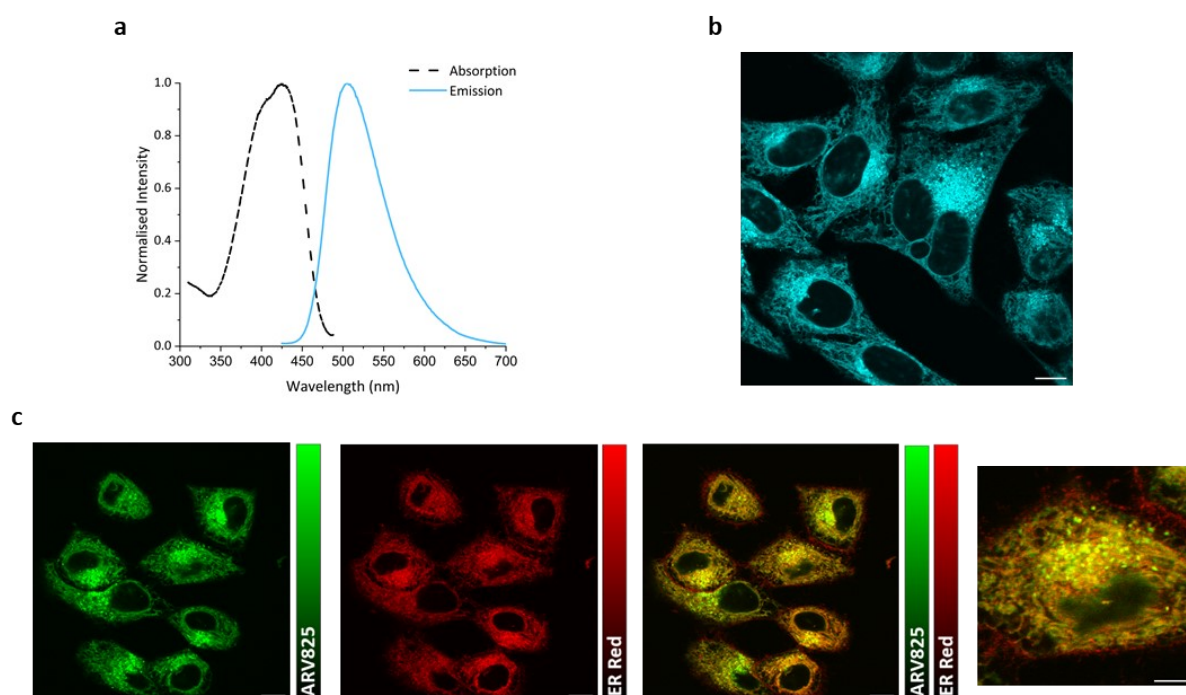 a
b
Absorption
Emission
1.0
0.8
0.6
0.4
0.2
0.0
Normalised Intensity
300 350 400 450 500 550 600 650 700
Wavelength (nm)
c
ARV825
ER Red
ARV825
ER Red